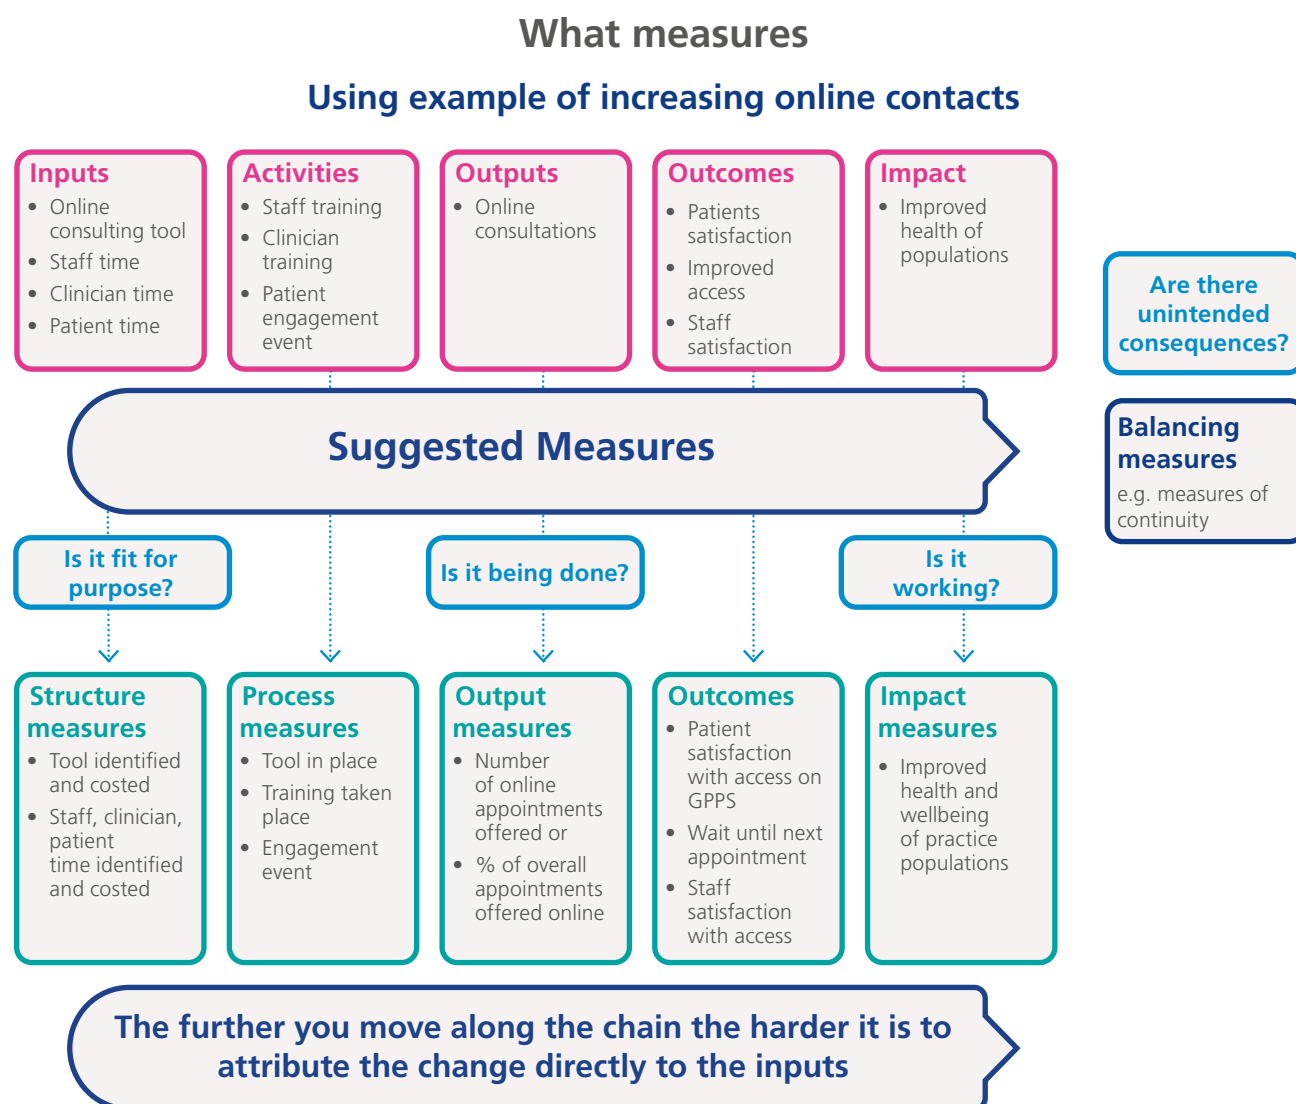 What measures
Using example of increasing online contacts
Inputs
• Online
consulting tool
• Staff time
• Clinician time
• Patient time
Activities
• Staff training
• Clinician
training
• Patient
engagement
event
Outputs
• Online
consultations
Outcomes
• Patients
satisfaction
• Improved
access
• Staff
satisfaction
Impact
• Improved
health of
populations
Are there
unintended
consequences?
Balancing
measures
e.g. measures of
continuity
Suggested Measures
Is it fit for
purpose?
Is it being done?
Is it
working?
Structure
measures
• Tool identified
and costed
• Staff, clinician,
patient
time identified
and costed
Process
measures
• Tool in place
• Training taken
place
• Engagement
event
Output
measures
• Number
of online
appointments
offered or
• % of overall
appointments
offered online
Outcomes
• Patient
satisfaction
with access on
GPPS
• Wait until next
appointment
• Staff
satisfaction
with access
Impact
measures
• Improved
health and
wellbeing
of practice
populations
The further you move along the chain the harder it is to
attribute the change directly to the inputs